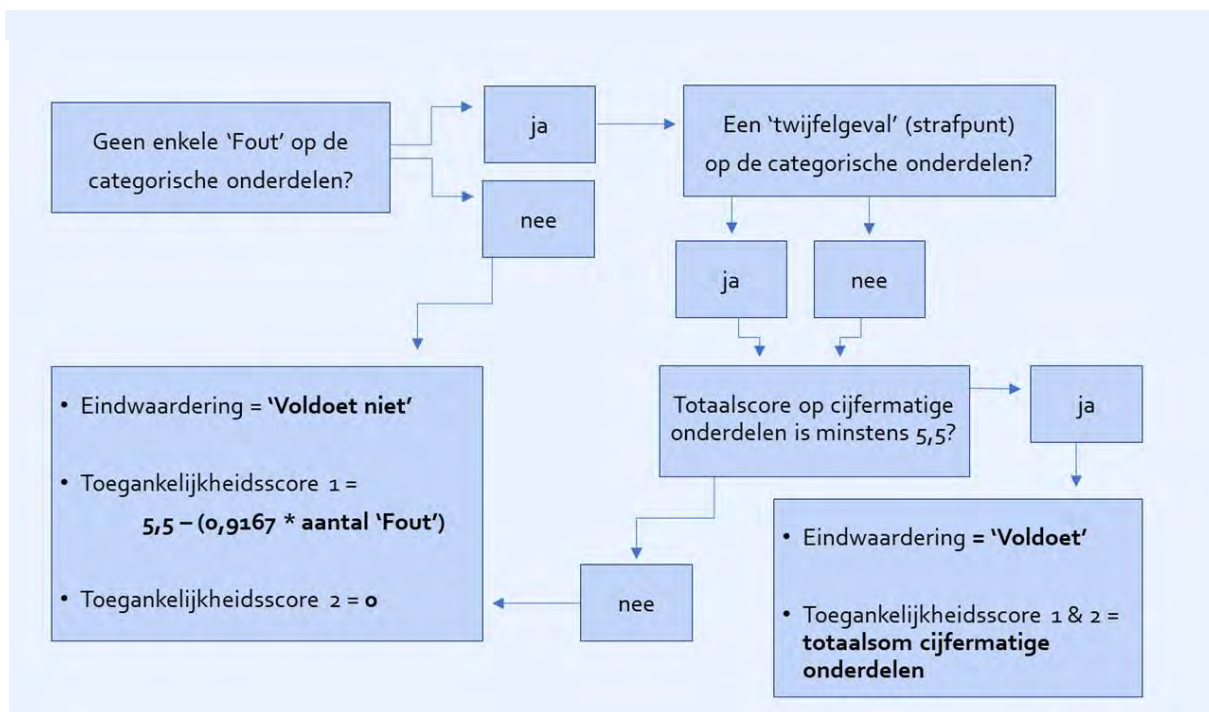 Geen enkele ‘Fout’ op de
categorische onderdelen?
ja
nee
Een ‘twijfelgeval’ (strafpunt)
op de categorische onderdelen?
ja
nee
Totaalscore op cijfermatige
onderdelen is minstens 5,5?
ja
nee
• Eindwaardering = ‘Voldoet niet’
• Toegankelijkheidsscore 1 =
5,5 – (0,9167 * aantal ‘Fout’)
• Toegankelijkheidsscore 2 = 0
• Eindwaardering = ‘Voldoet’
• Toegankelijkheidsscore 1 & 2 =
totaalsom cijfermatige
onderdelen